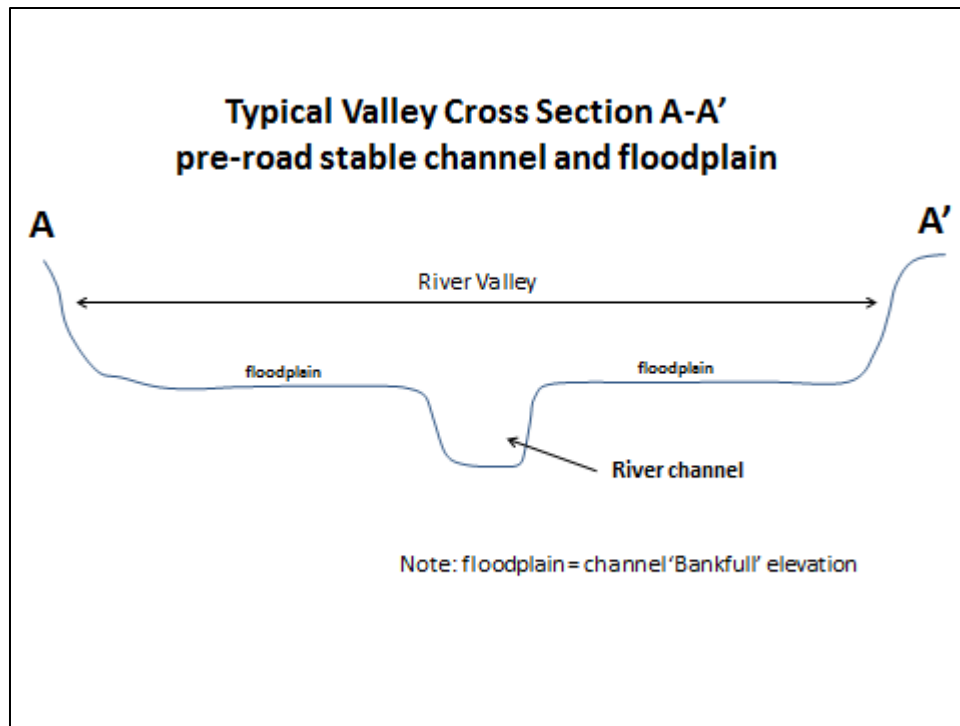 Typical Valley Cross Section A-A’
pre-road stable channel and floodplain
A
A’
River Valley
floodplain
floodplain
River channel
Note: floodplain = channel ‘Bankfull’ elevation